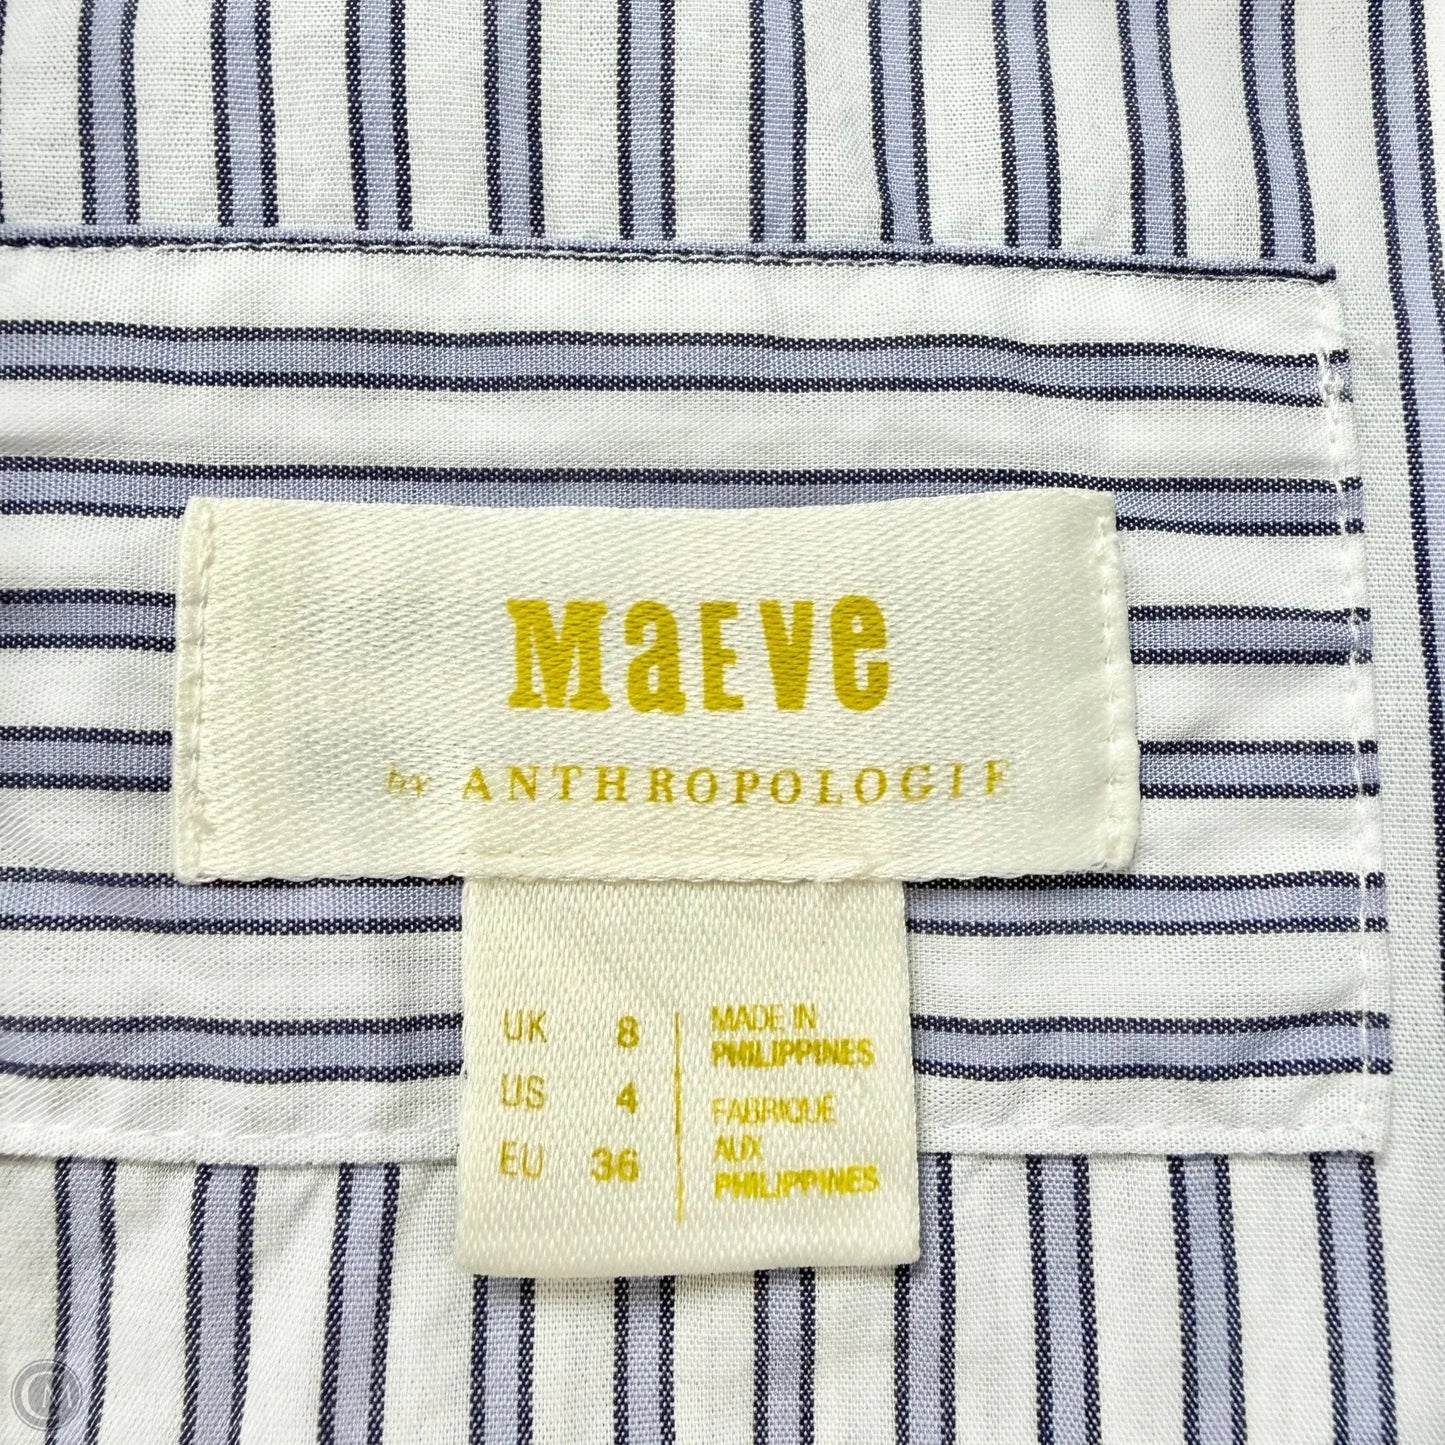 MaEVe
by ANTHROPOLOGIE
UK 8
US 4
EU 36
MADE IN
PHILIPPINES
FABRIQUÉ
AUX
PHILIPPINES